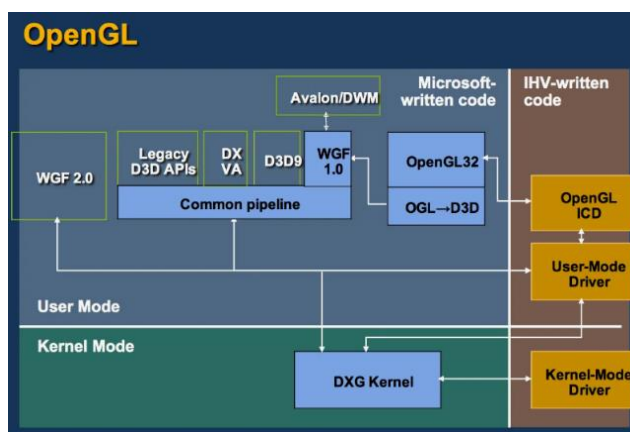 OpenGL
Microsoft-
written code
IHV-written
code
Avalon/DWM
WGF 2.0
Legacy
D3D APIs
DX
VA
D3D9
WGF
1.0
OpenGL32
OGL→D3D
Common pipeline
OpenGL
ICD
User-Mode
Driver
User Mode
Kernel Mode
DXG Kernel
Kernel-Mode
Driver